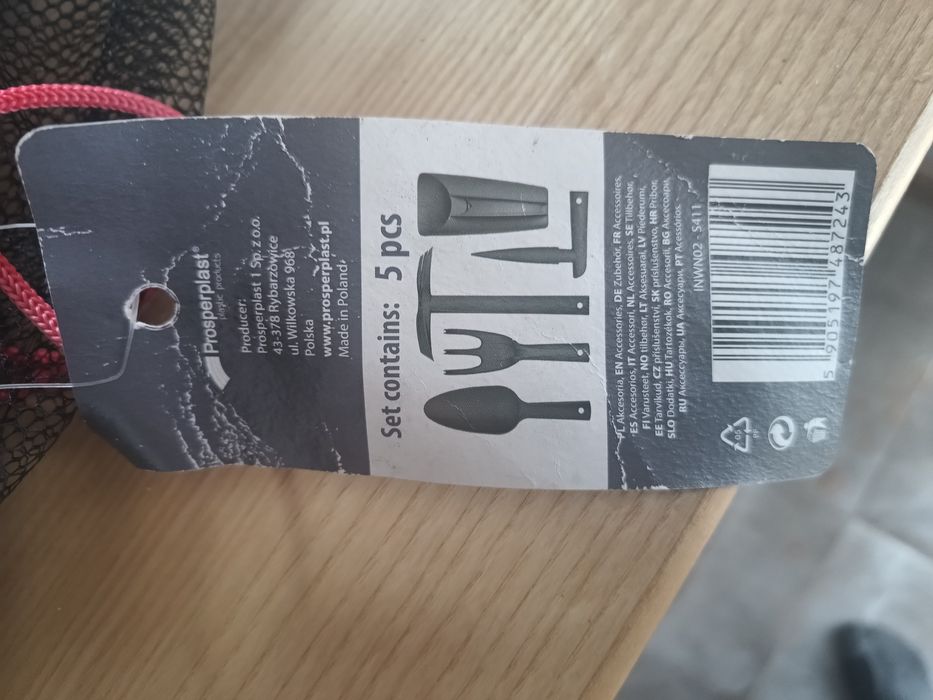 Prosperplast®
Producer:
Prosperplast 1 Sp. z o.o.
43-378 Rybarzowice
ul. Wilkowska 968
Polska
www.prosperplast.pl
Made in Poland
Set contains: 5 pcs
PL Akcesoria, EN Accessories, DE Zubehör, FR Accessoires,
ES Accesorios, IT Accessori, NL Accessoires, SE Tillbehör,
FI Varusteet, NO tilbehør, LT Aksesuarai, LV Piederumi,
EE Tarvikud, CZ příslušenství, SK príslušenstvo, HR Pribor,
SLO Dodatki, HU Tartozékok, RO Accesorii, BG Аксесоари,
RU Аксессуары, UA Аксесуари, PT Acessórios
INWN02 - S411
5 905197 487243
05
PP